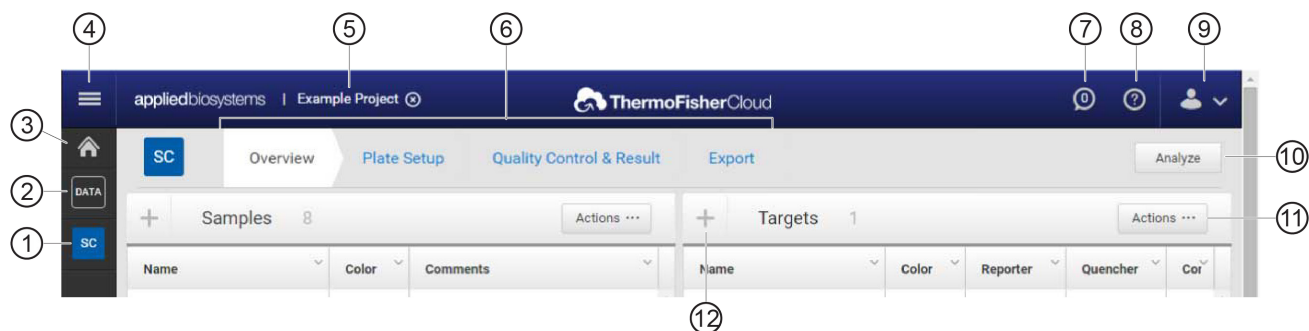 4 5 6 7 8 9
appliedbiosystems | Example Project ThermoFisherCloud 0 ?
3
SC Overview Plate Setup Quality Control & Result Export Analyze 10
2 DATA
Samples 8 Actions ... Targets 1 Actions ... 11
1 SC
Name Color Comments Name Color Reporter Quencher Cor
12